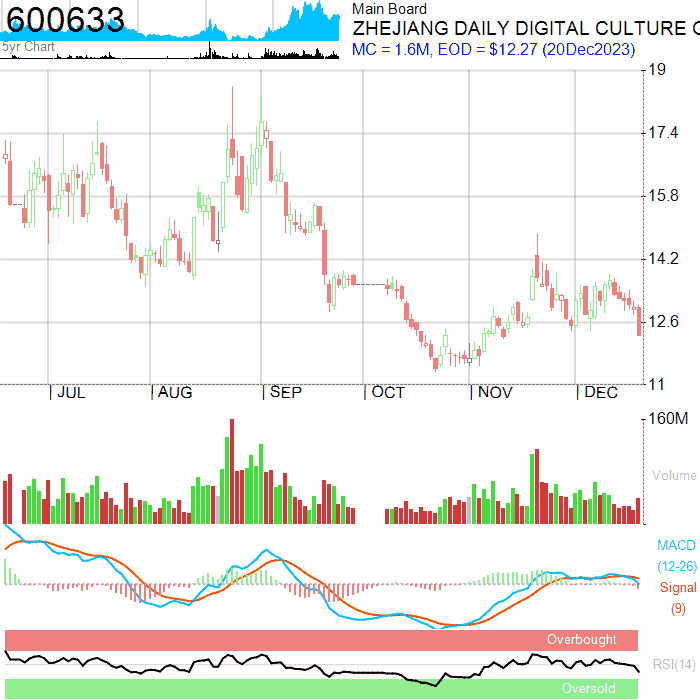 600633
5yr Chart
Main Board
ZHEJIANG DAILY DIGITAL CULTURE
MC = 1.6M, EOD = $12.27 (20Dec2023)
19
17.4
15.8
14.2
12.6
11
JUL AUG SEP OCT NOV DEC
160M
Volume
MACD
(12-26)
Signal
(9)
Overbought
RSI(14)
Oversold